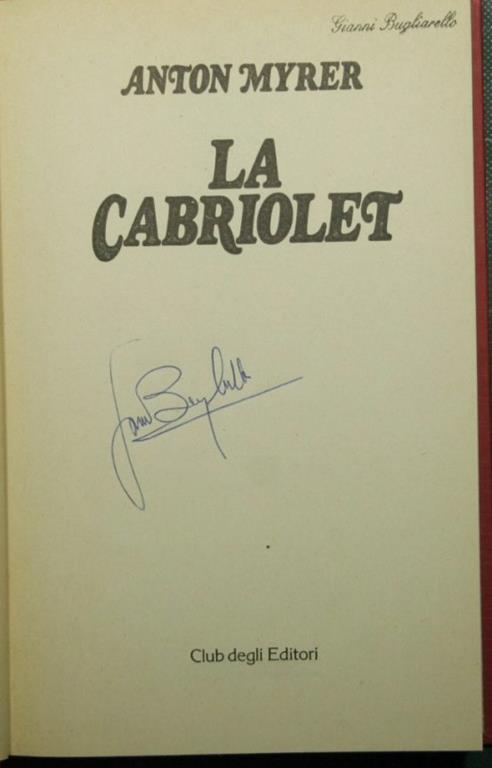 Gianni Bugliarello
ANTON MYRER
LA
CABRIOLET
Club degli Editori